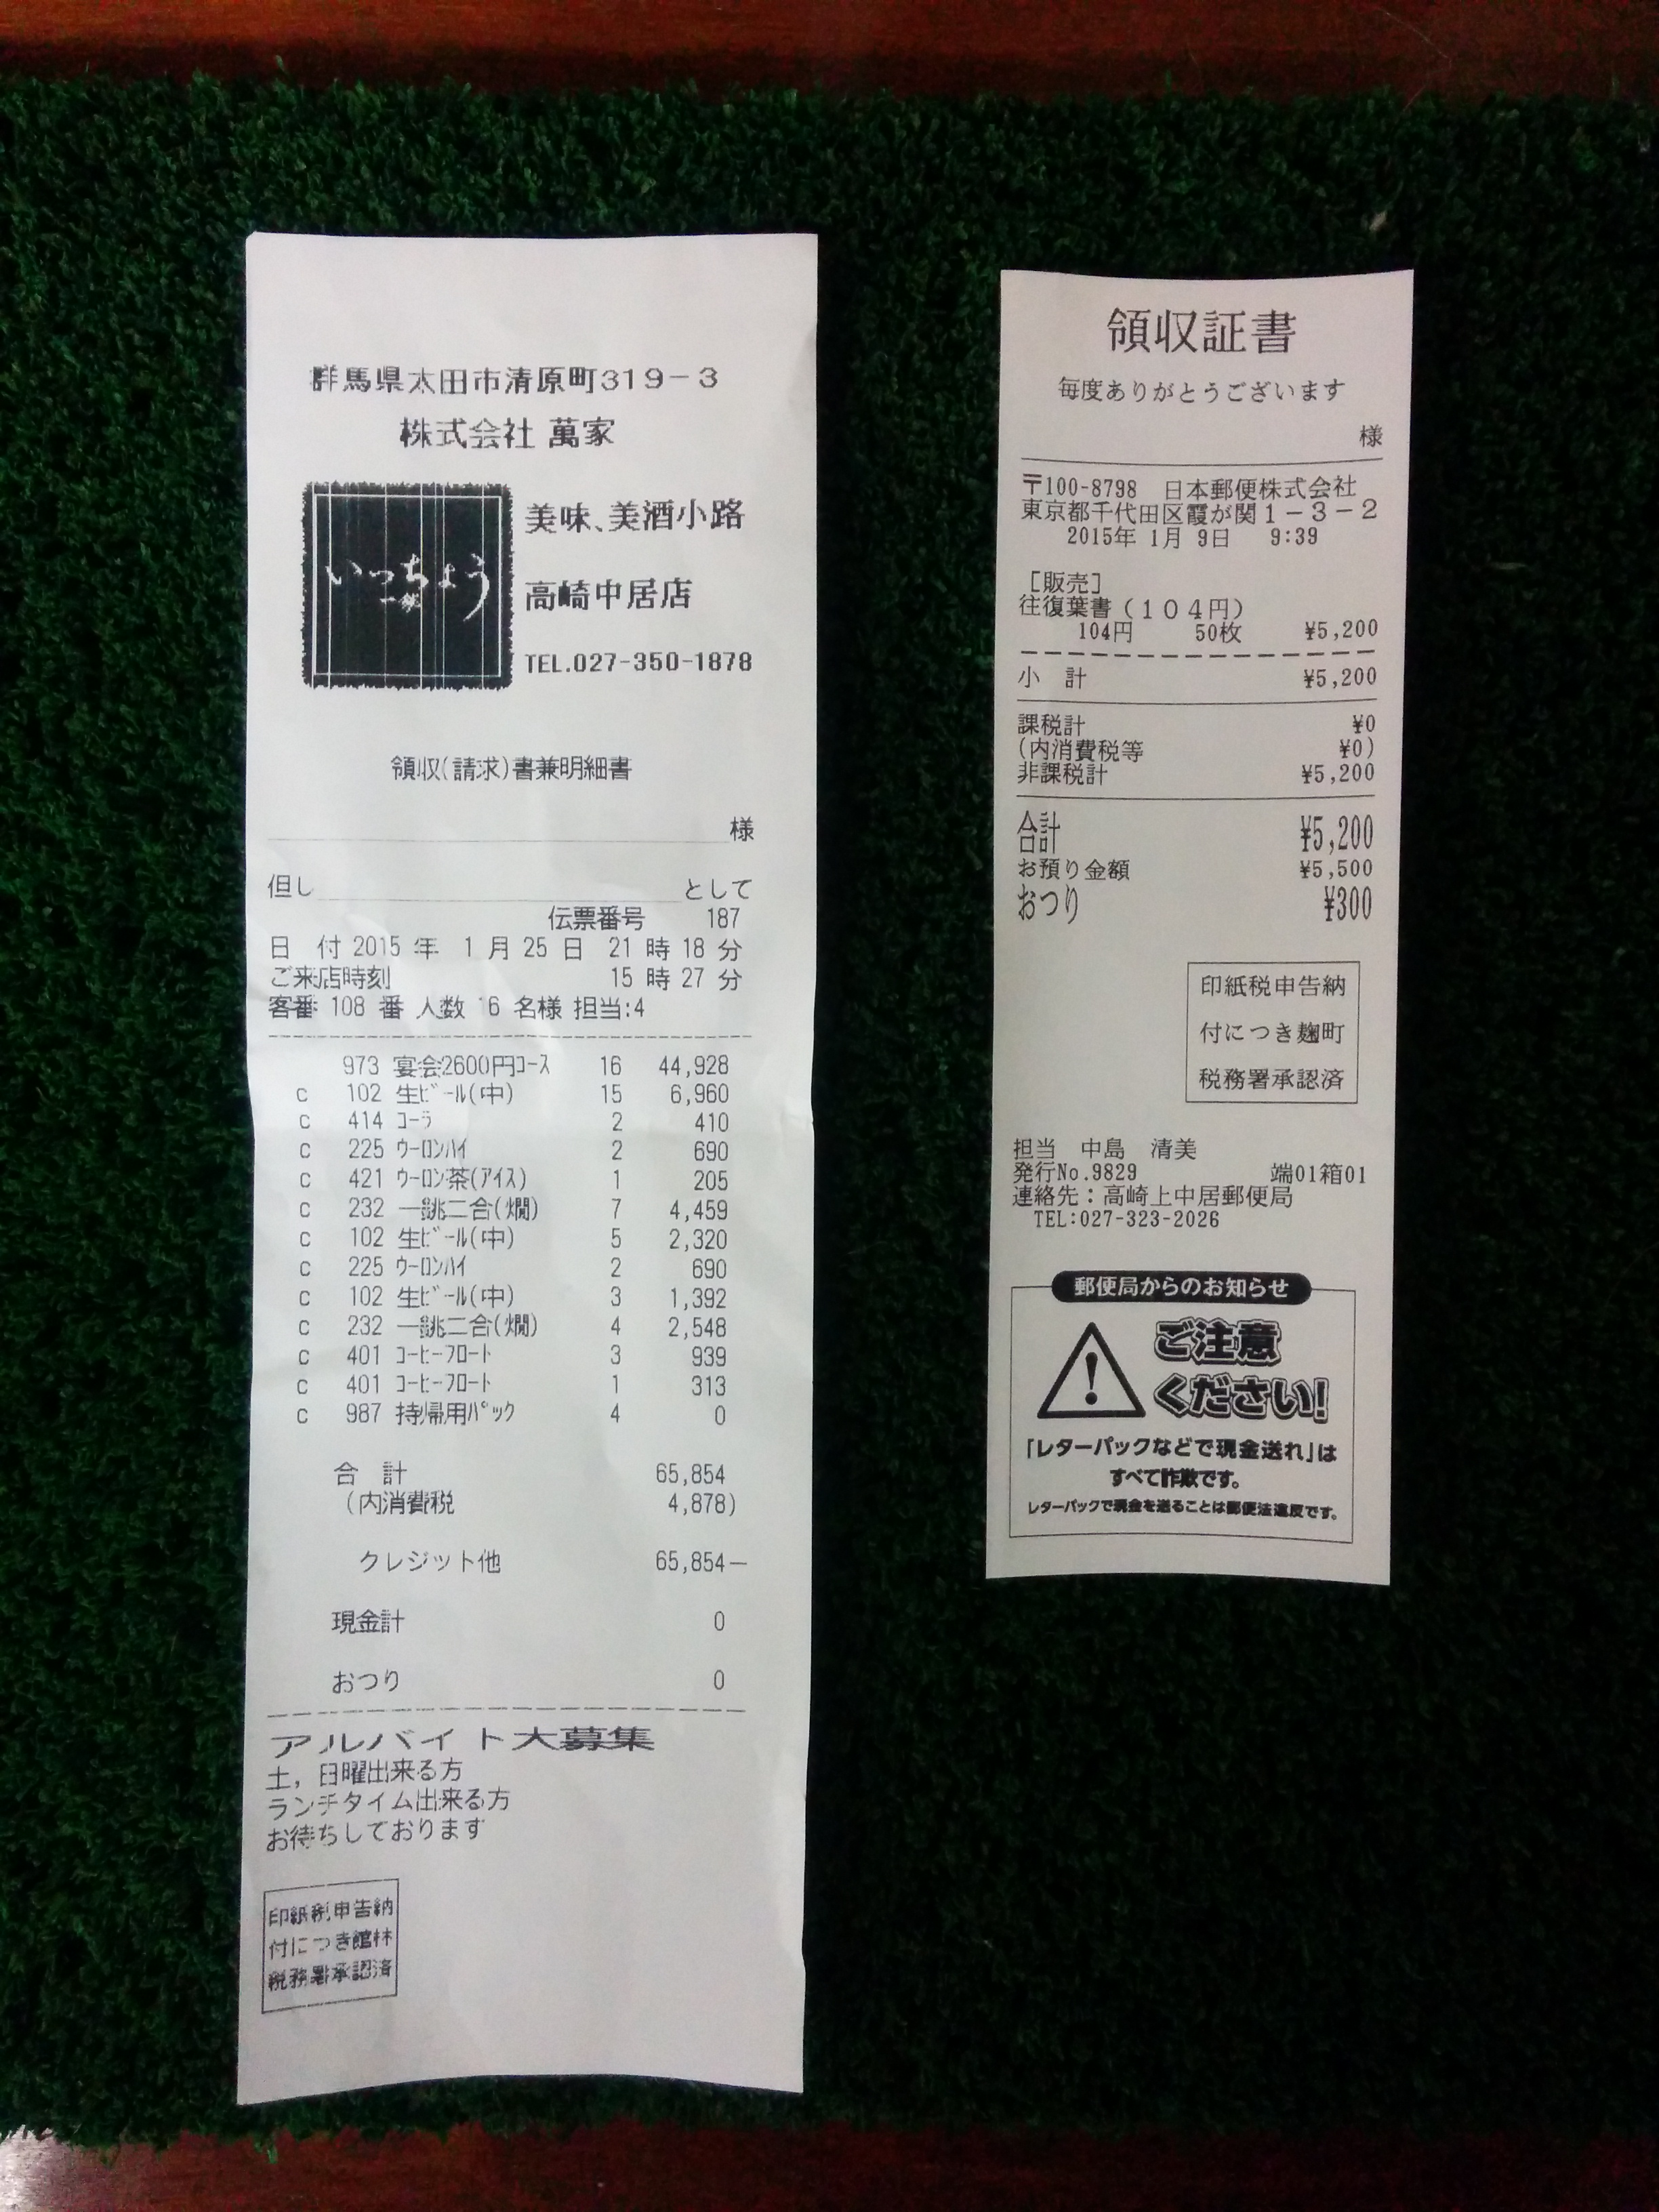 群馬県太田市清原町319-3
株式会社 萬家
いっちょう
美味、美酒小路
高崎中居店
TEL.027-350-1878
領収(請求)書兼明細書
様
但し として
伝票番号 187
日 付 2015 年 1 月 25 日 21 時 18 分
ご来店時刻 15 時 27 分
客番 108 番 人数 16 名様 担当:4
973 宴会2600円ｺｰｽ 16 44,928
c 102 生ﾋﾞｰﾙ(中) 15 6,960
c 414 ｺｰﾗ 2 410
c 225 ｳｰﾛﾝﾊｲ 2 690
c 421 ｳｰﾛﾝ茶(ｱｲｽ) 1 205
c 232 一銚二合(燗) 7 4,459
c 102 生ﾋﾞｰﾙ(中) 5 2,320
c 225 ｳｰﾛﾝﾊｲ 2 690
c 102 生ﾋﾞｰﾙ(中) 3 1,392
c 232 一銚二合(燗) 4 2,548
c 401 ｺｰﾋｰﾌﾛｰﾄ 3 939
c 401 ｺｰﾋｰﾌﾛｰﾄ 1 313
c 987 持帰用ﾊﾟｯｸ 4 0
合 計 65,854
(内消費税 4,878)
クレジット他 65,854－
現金計 0
おつり 0
アルバイト大募集
土，日曜出来る方
ランチタイム出来る方
お待ちしております
印紙税申告納
付につき館林
税務署承認済
領収証書
毎度ありがとうございます
様
〒100-8798 日本郵便株式会社
東京都千代田区霞が関１－３－２
2015年 1月 9日 9:39
［販売］
往復葉書（１０４円）
104円 50枚 ¥5,200
小 計 ¥5,200
課税計 ¥0
(内消費税等 ¥0)
非課税計 ¥5,200
合計 ¥5,200
お預り金額 ¥5,500
おつり ¥300
印紙税申告納
付につき麹町
税務署承認済
担当 中島 清美
発行No.9829 端01箱01
連絡先：高崎上中居郵便局
TEL:027-323-2026
郵便局からのお知らせ
ご注意
ください!
「レターパックなどで現金送れ」は
すべて詐欺です。
レターパックで現金を送ることは郵便法違反です。